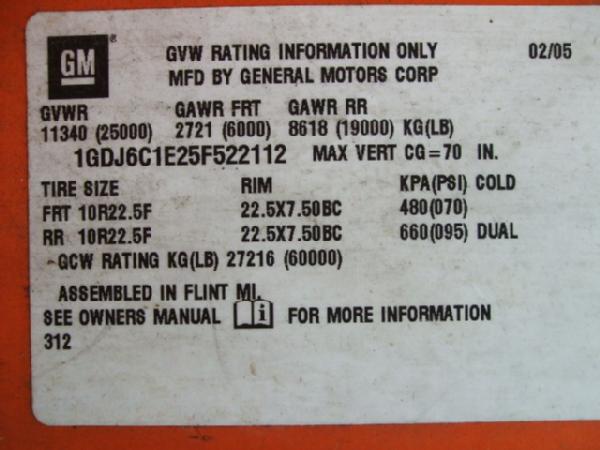 GM ®
GVW RATING INFORMATION ONLY 02/05
MFD BY GENERAL MOTORS CORP
GVWR GAWR FRT GAWR RR
11340 (25000) 2721 (6000) 8618 (19000) KG(LB)
1GDJ6C1E25F522112 MAX VERT CG=70 IN.
TIRE SIZE RIM KPA(PSI) COLD
FRT 10R22.5F 22.5X7.50BC 480(070)
RR 10R22.5F 22.5X7.50BC 660(095) DUAL
GCW RATING KG(LB) 27216 (60000)
ASSEMBLED IN FLINT MI.
SEE OWNERS MANUAL i FOR MORE INFORMATION
312